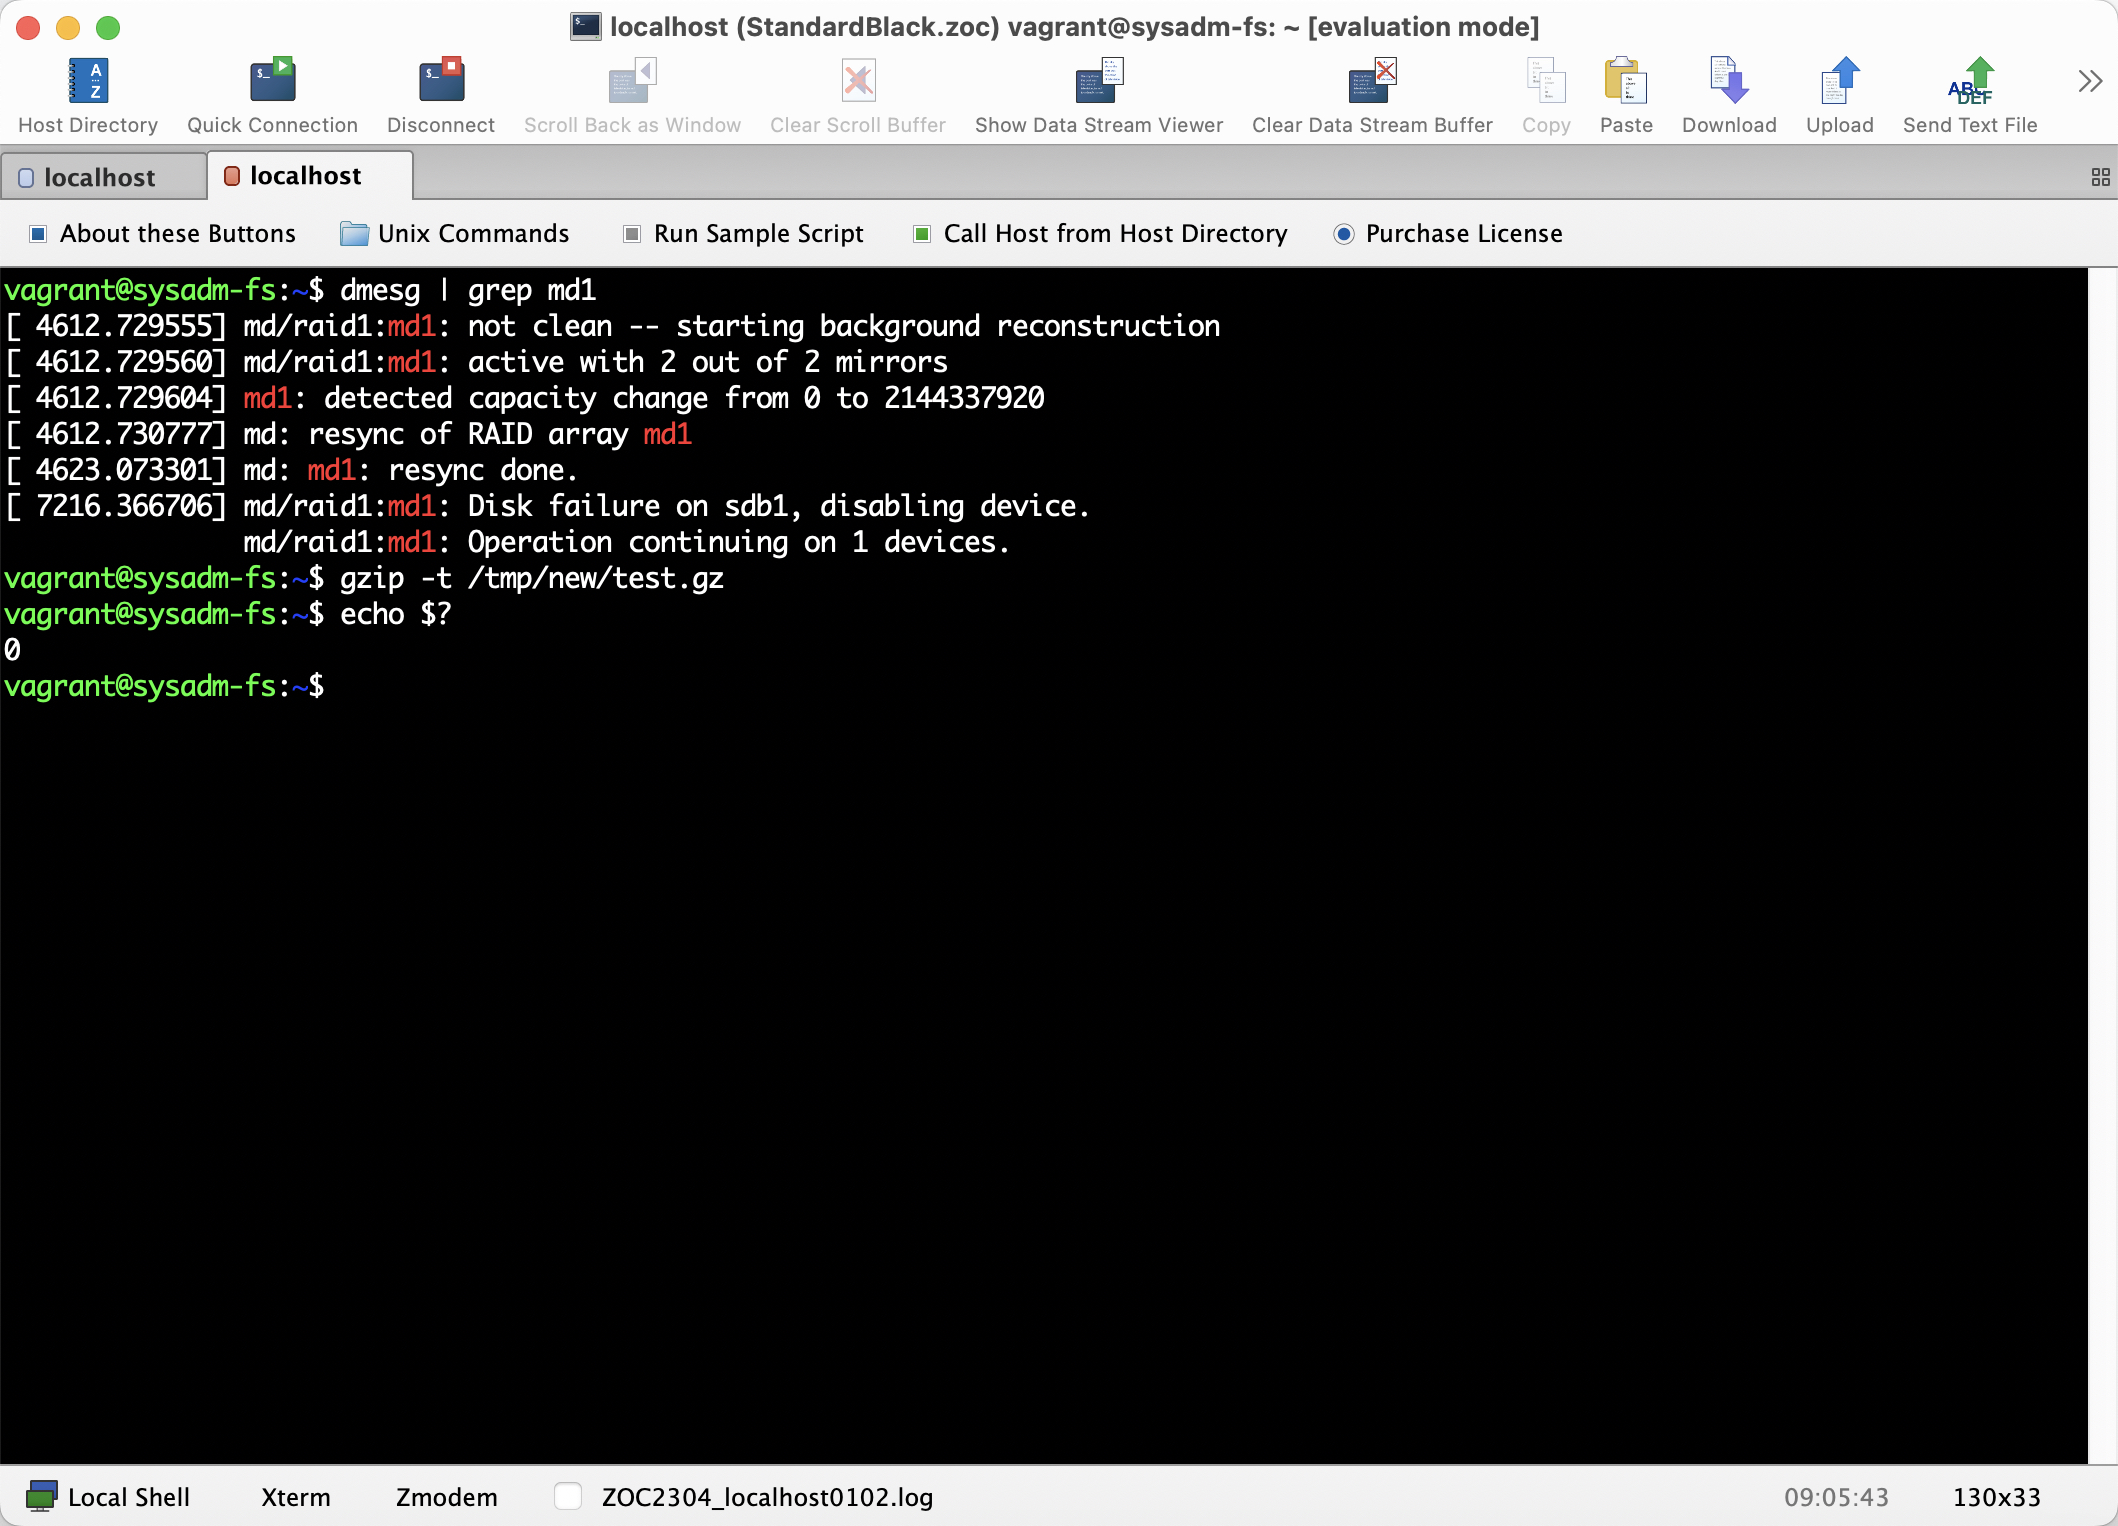 localhost (StandardBlack.zoc) vagrant@sysadm-fs: ~ [evaluation mode]
Host Directory Quick Connection Disconnect Scroll Back as Window Clear Scroll Buffer Show Data Stream Viewer Clear Data Stream Buffer Copy Paste Download Upload Send Text File
localhost localhost
About these Buttons Unix Commands Run Sample Script Call Host from Host Directory Purchase License
vagrant@sysadm-fs:~$ dmesg | grep md1
[ 4612.729555] md/raid1:md1: not clean -- starting background reconstruction
[ 4612.729560] md/raid1:md1: active with 2 out of 2 mirrors
[ 4612.729604] md1: detected capacity change from 0 to 2144337920
[ 4612.730777] md: resync of RAID array md1
[ 4623.073301] md: md1: resync done.
[ 7216.366706] md/raid1:md1: Disk failure on sdb1, disabling device.
md/raid1:md1: Operation continuing on 1 devices.
vagrant@sysadm-fs:~$ gzip -t /tmp/new/test.gz
vagrant@sysadm-fs:~$ echo $?
0
vagrant@sysadm-fs:~$
Local Shell Xterm Zmodem ZOC2304_localhost0102.log 09:05:43 130x33